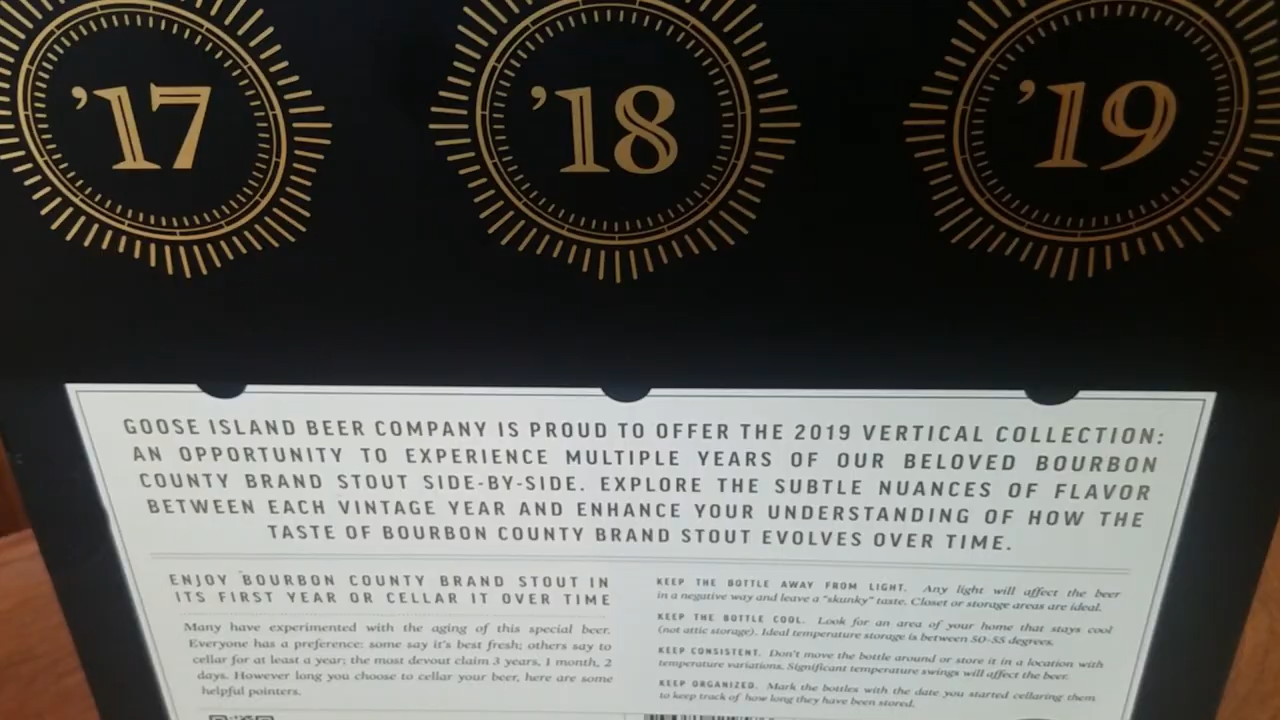 ’17
’18
’19
GOOSE ISLAND BEER COMPANY IS PROUD TO OFFER THE 2019 VERTICAL COLLECTION:
AN OPPORTUNITY TO EXPERIENCE MULTIPLE YEARS OF OUR BELOVED BOURBON
COUNTY BRAND STOUT SIDE-BY-SIDE. EXPLORE THE SUBTLE NUANCES OF FLAVOR
BETWEEN EACH VINTAGE YEAR AND ENHANCE YOUR UNDERSTANDING OF HOW THE
TASTE OF BOURBON COUNTY BRAND STOUT EVOLVES OVER TIME.
ENJOY BOURBON COUNTY BRAND STOUT IN
ITS FIRST YEAR OR CELLAR IT OVER TIME
Many have experimented with the aging of this special beer.
Everyone has a preference: some say it's best fresh; others say to
cellar for at least a year; the most devout claim 3 years, 1 month, 2
days. However long you choose to cellar your beer, here are some
helpful pointers.
KEEP THE BOTTLE AWAY FROM LIGHT. Any light will affect the beer
in a negative way and leave a "skunky" taste. Closet or storage areas are ideal.
KEEP THE BOTTLE COOL. Look for an area of your home that stays cool
(not attic storage). Ideal temperature storage is between 50-55 degrees.
KEEP CONSISTENT. Don't move the bottle around or store it in a location with
temperature variations. Significant temperature swings will affect the beer.
KEEP ORGANIZED. Mark the bottles with the date you started cellaring them
to keep track of how long they have been stored.